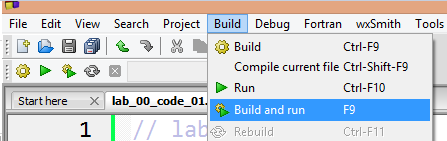 File Edit View Search Project Build Debug Fortran wxSmith Tools
Build Ctrl-F9
Compile current file Ctrl-Shift-F9
Run Ctrl-F10
Build and run F9
Rebuild Ctrl-F11
Start here lab_00_code_01.
1 // lab